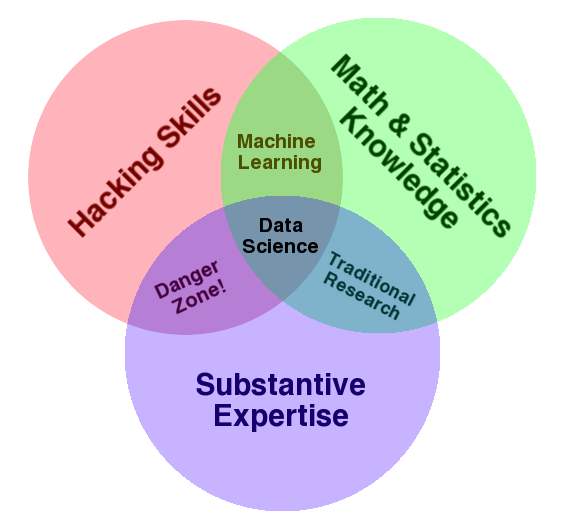 Hacking Skills
Math & Statistics
Knowledge
Machine
Learning
Data
Science
Danger
Zone!
Traditional
Research
Substantive
Expertise